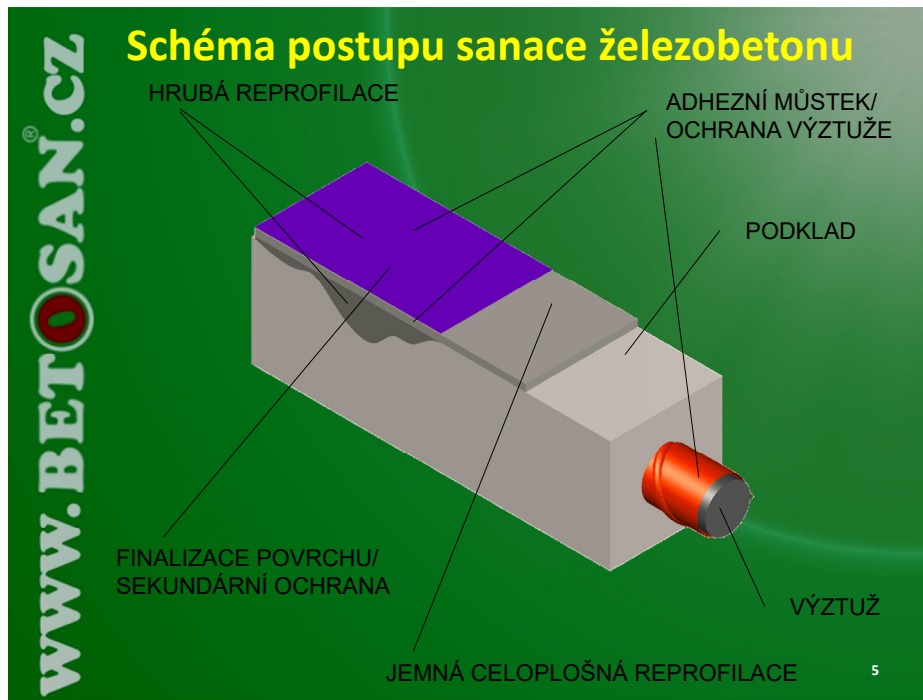 Schéma postupu sanace železobetonu
HRUBÁ REPROFILACE
ADHEZNÍ MŮSTEK/
OCHRANA VÝZTUŽE
PODKLAD
FINALIZACE POVRCHU/
SEKUNDÁRNÍ OCHRANA
VÝZTUŽ
JEMNÁ CELOPLOŠNÁ REPROFILACE
5
www.BETOSAN®.cz